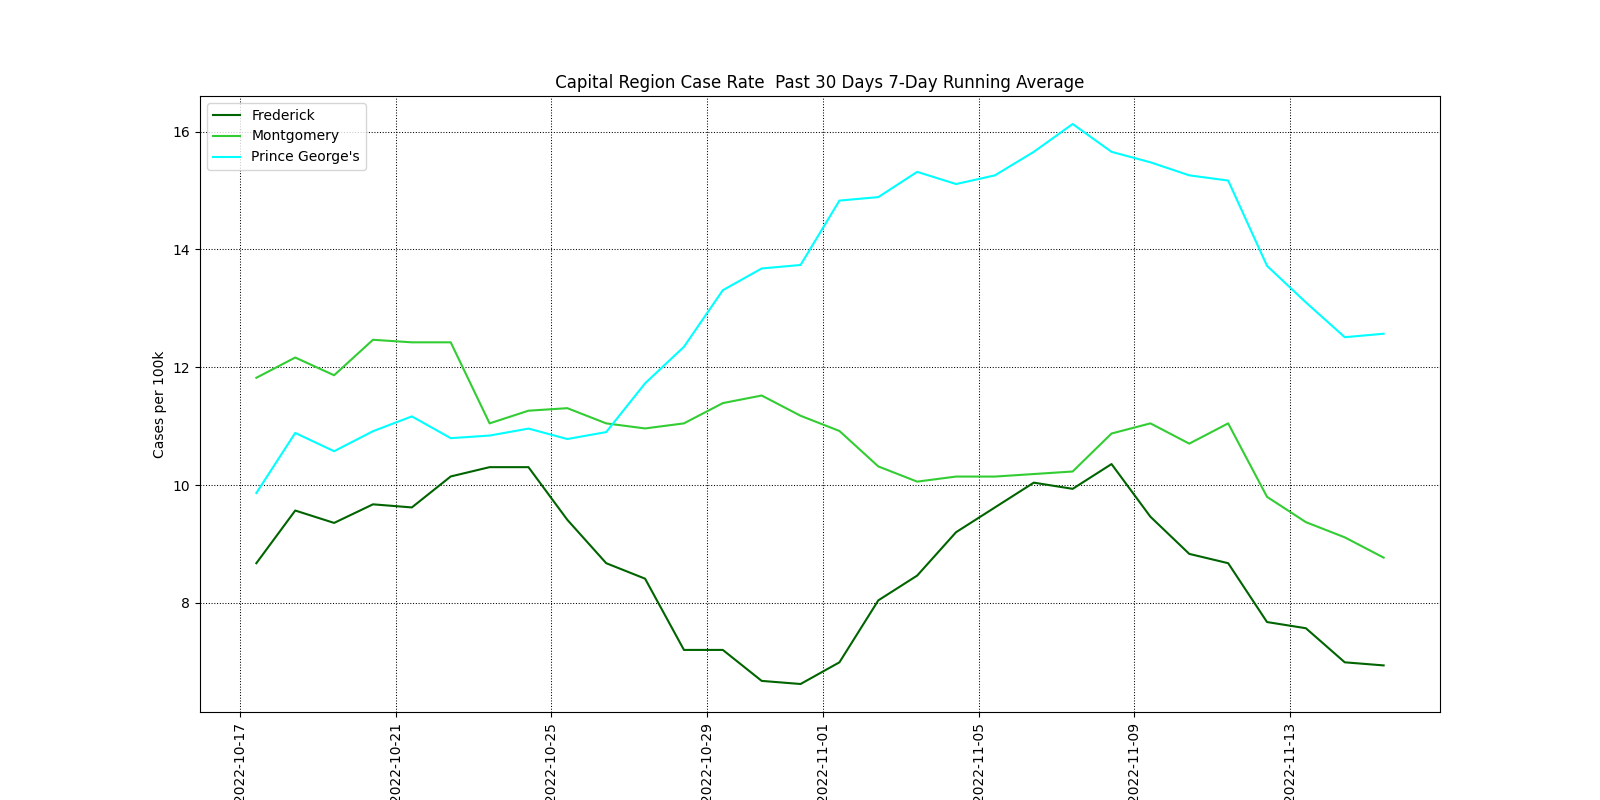 Capital Region Case Rate  Past 30 Days 7-Day Running Average
Frederick
Montgomery
Prince George's
Cases per 100k
16
14
12
10
8
2022-10-17
2022-10-21
2022-10-25
2022-10-29
2022-11-01
2022-11-05
2022-11-09
2022-11-13